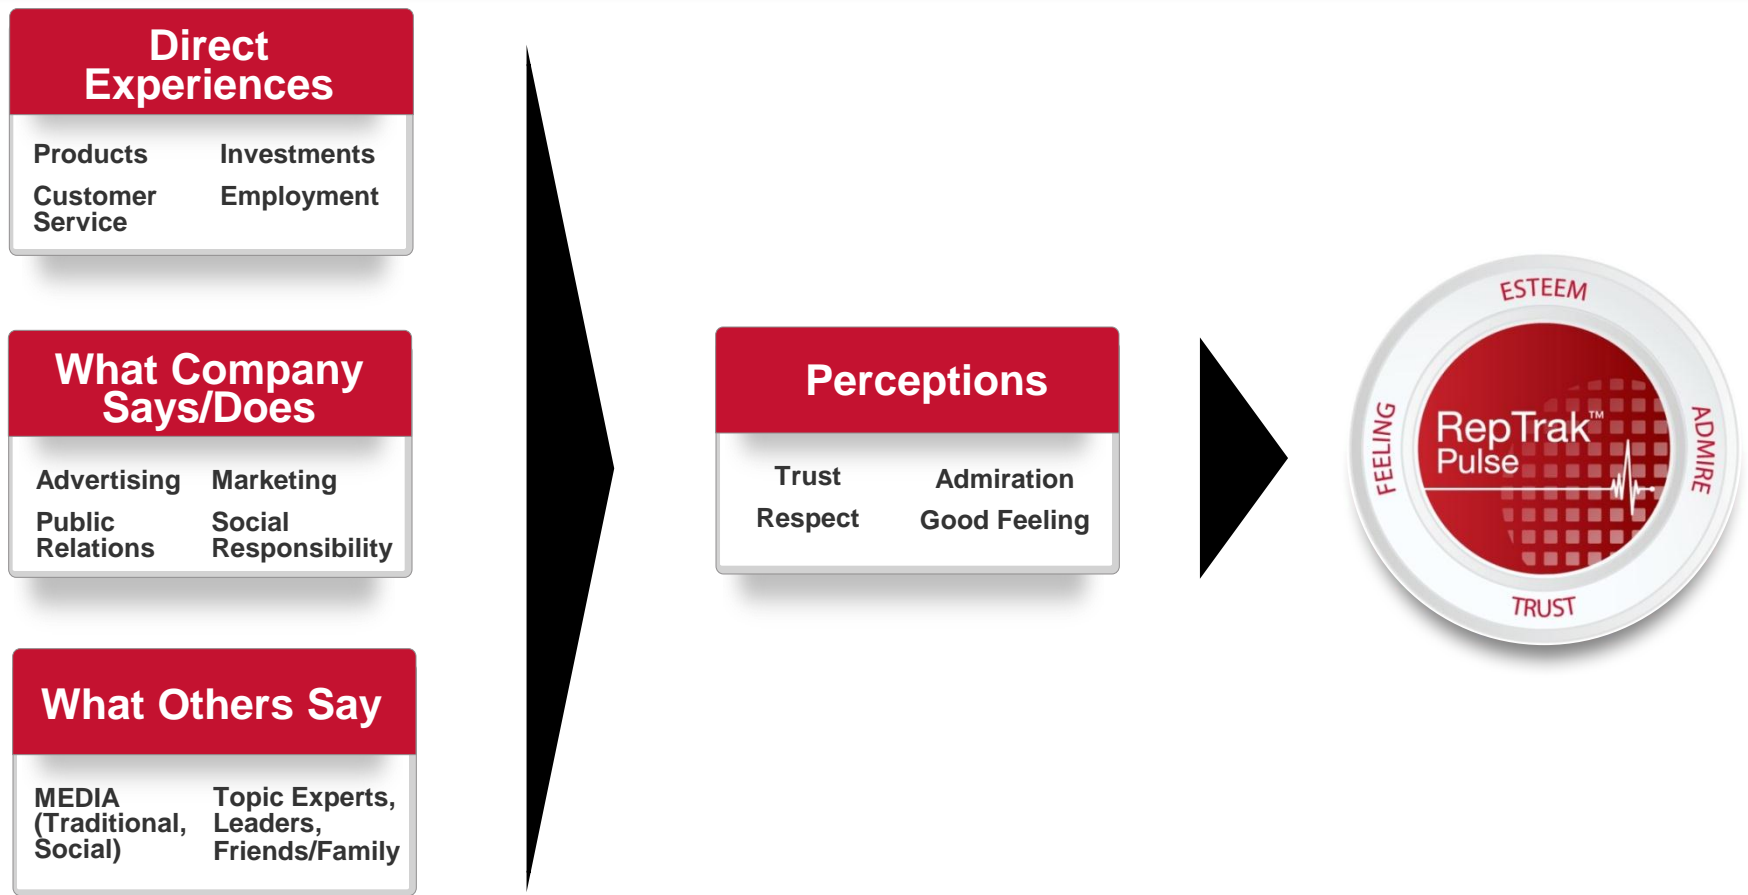 Direct
Experiences
Products
Investments
Customer
Service
Employment
What Company
Says/Does
Advertising
Marketing
Public
Relations
Social
Responsibility
What Others Say
MEDIA
(Traditional,
Social)
Topic Experts,
Leaders,
Friends/Family
Perceptions
Trust
Admiration
Respect
Good Feeling
ESTEEM
FEELING
ADMIRE
RepTrak™
Pulse
TRUST